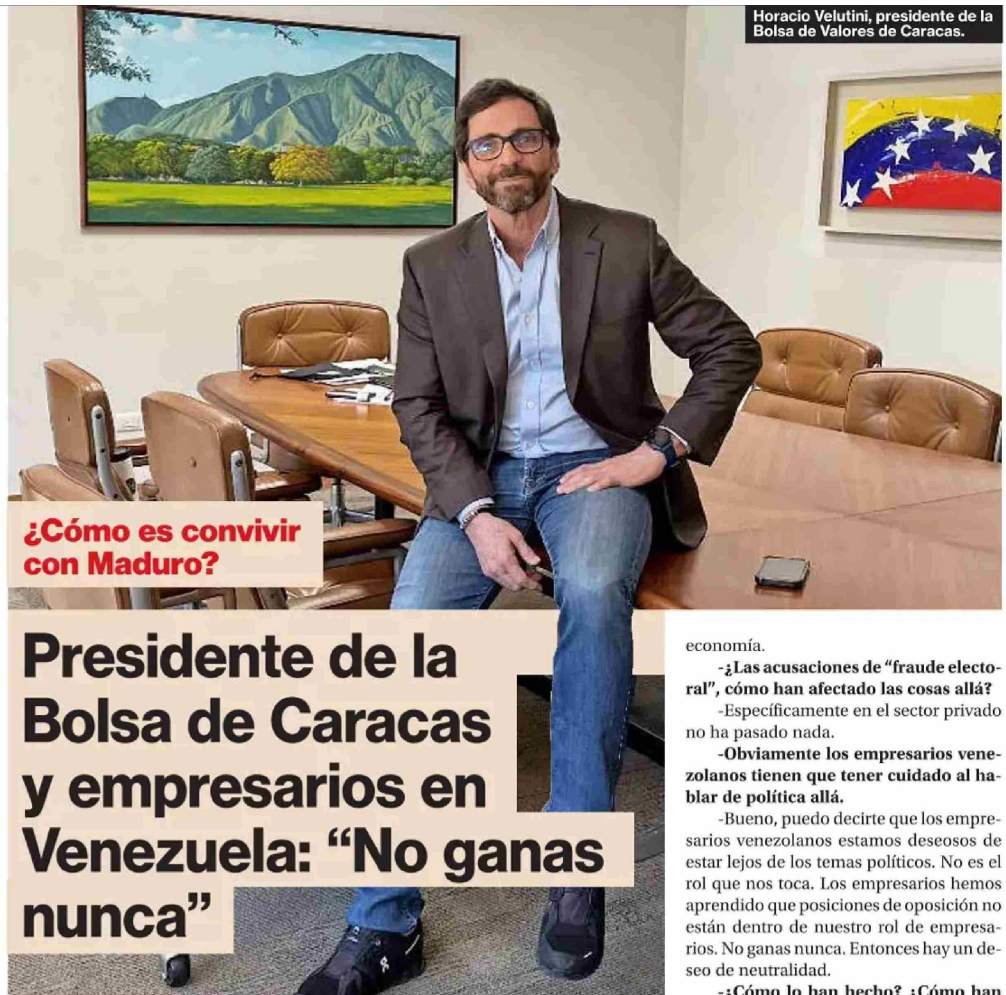 Horacio Velutini, presidente de la
Bolsa de Valores de Caracas.
¿Cómo es convivir
con Maduro?
Presidente de la
Bolsa de Caracas
y empresarios en
Venezuela: “No ganas
nunca”
economía.
-¿Las acusaciones de “fraude electo-
ral”, cómo han afectado las cosas allá?
-Específicamente en el sector privado
no ha pasado nada.
-Obviamente los empresarios vene-
zolanos tienen que tener cuidado al ha-
blar de política allá.
-Bueno, puedo decirte que los empre-
sarios venezolanos estamos deseosos de
estar lejos de los temas políticos. No es el
rol que nos toca. Los empresarios hemos
aprendido que posiciones de oposición no
están dentro de nuestro rol de empresa-
rios. No ganas nunca. Entonces hay un de-
seo de neutralidad.
-¿Cómo lo han hecho? ¿Cómo han